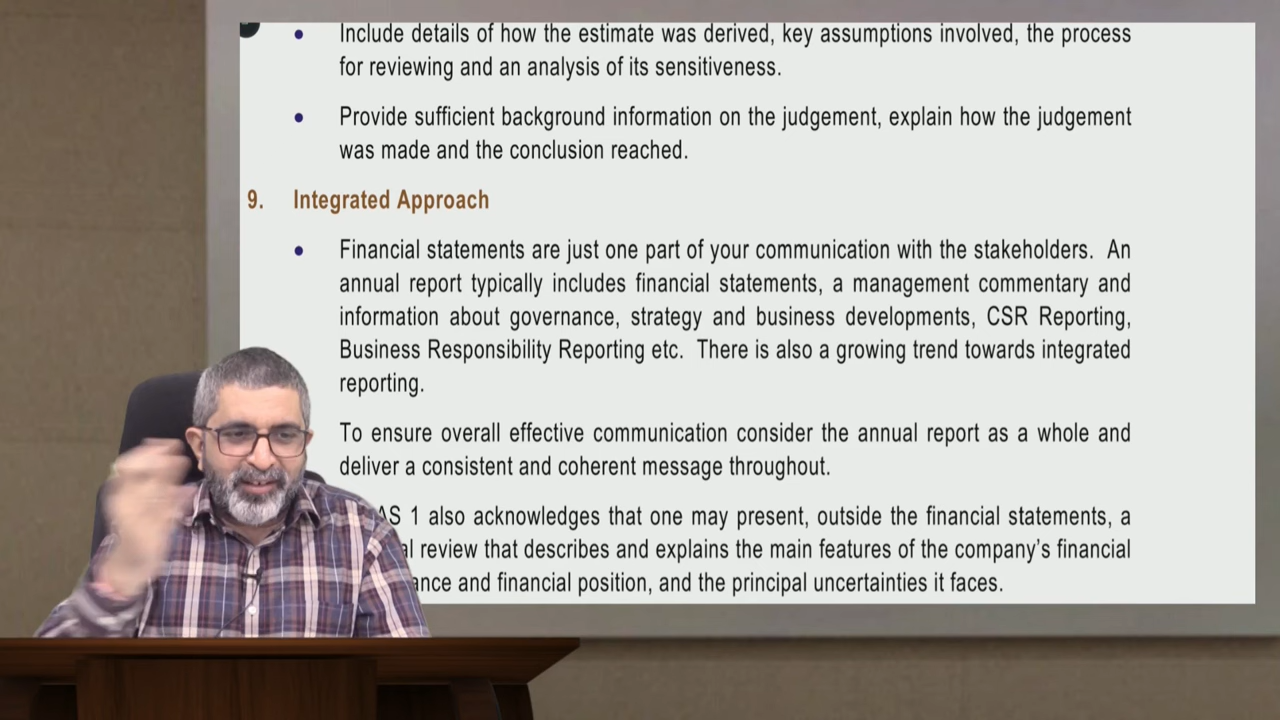 • Include details of how the estimate was derived, key assumptions involved, the process
for reviewing and an analysis of its sensitiveness.
• Provide sufficient background information on the judgement, explain how the judgement
was made and the conclusion reached.
9. Integrated Approach
• Financial statements are just one part of your communication with the stakeholders. An
annual report typically includes financial statements, a management commentary and
information about governance, strategy and business developments, CSR Reporting,
Business Responsibility Reporting etc. There is also a growing trend towards integrated
reporting.
To ensure overall effective communication consider the annual report as a whole and
deliver a consistent and coherent message throughout.
AS 1 also acknowledges that one may present, outside the financial statements, a
review that describes and explains the main features of the company's financial
and financial position, and the principal uncertainties it faces.